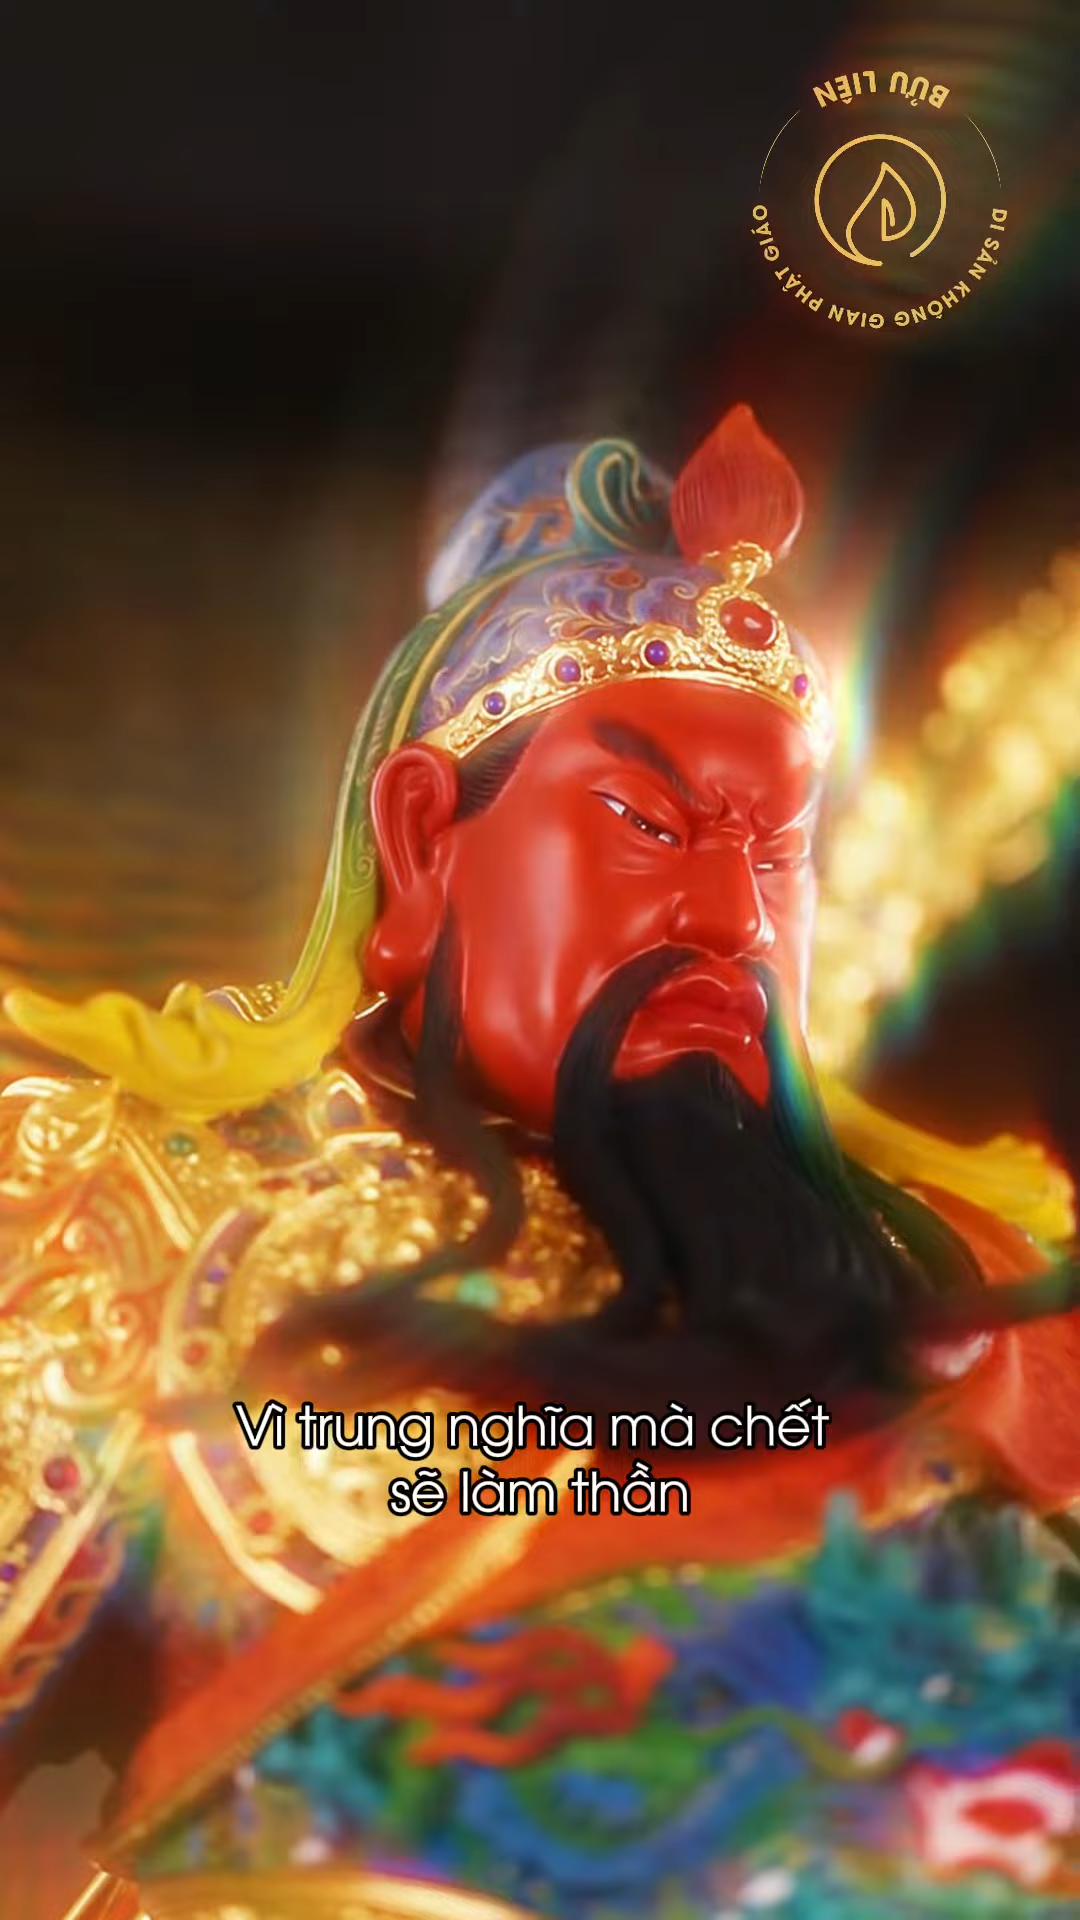 BỬU LIÊN
DI SẢN KHÔNG GIAN PHẬT GIÁO
Vì trung nghĩa mà chết
sẽ làm thần